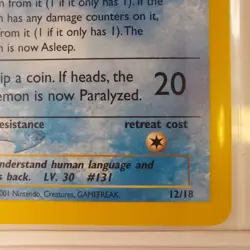 from it (1 if it only has 1). If the
has any damage counters on it,
from it (1 if it only has 1). The
is now Asleep.
ip a coin. If heads, the
emon is now Paralyzed.
20
esistance
retreat cost
nderstand human language and
s back. LV. 30 #131
001 Nintendo, Creatures, GAMEFREAK.
12/18